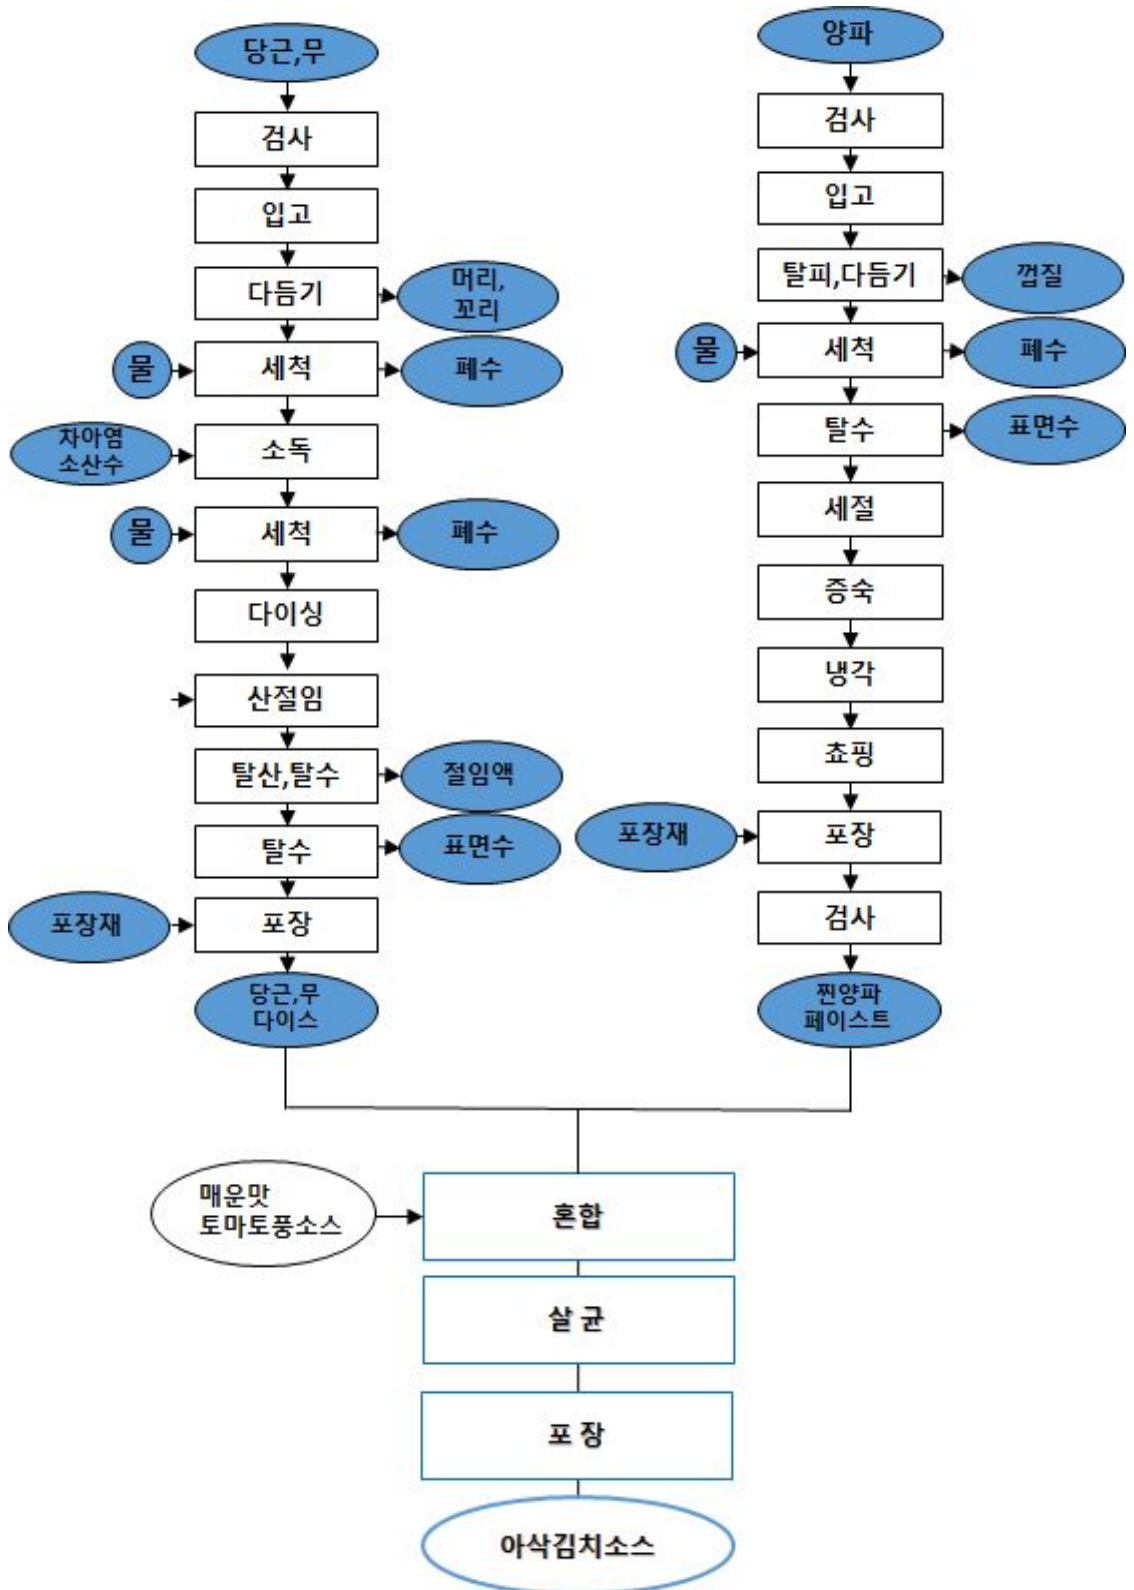 당근,무
검사
입고
다듬기
머리,
꼬리
물
세척
폐수
차아염
소산수
소독
물
세척
폐수
다이싱
산절임
탈산,탈수
절임액
탈수
표면수
포장재
포장
당근,무
다이스
양파
검사
입고
탈피,다듬기
껍질
물
세척
폐수
탈수
표면수
세절
증숙
냉각
쵸핑
포장재
포장
검사
찐양파
페이스트
매운맛
토마토풍소스
혼합
살 균
포 장
아삭김치소스